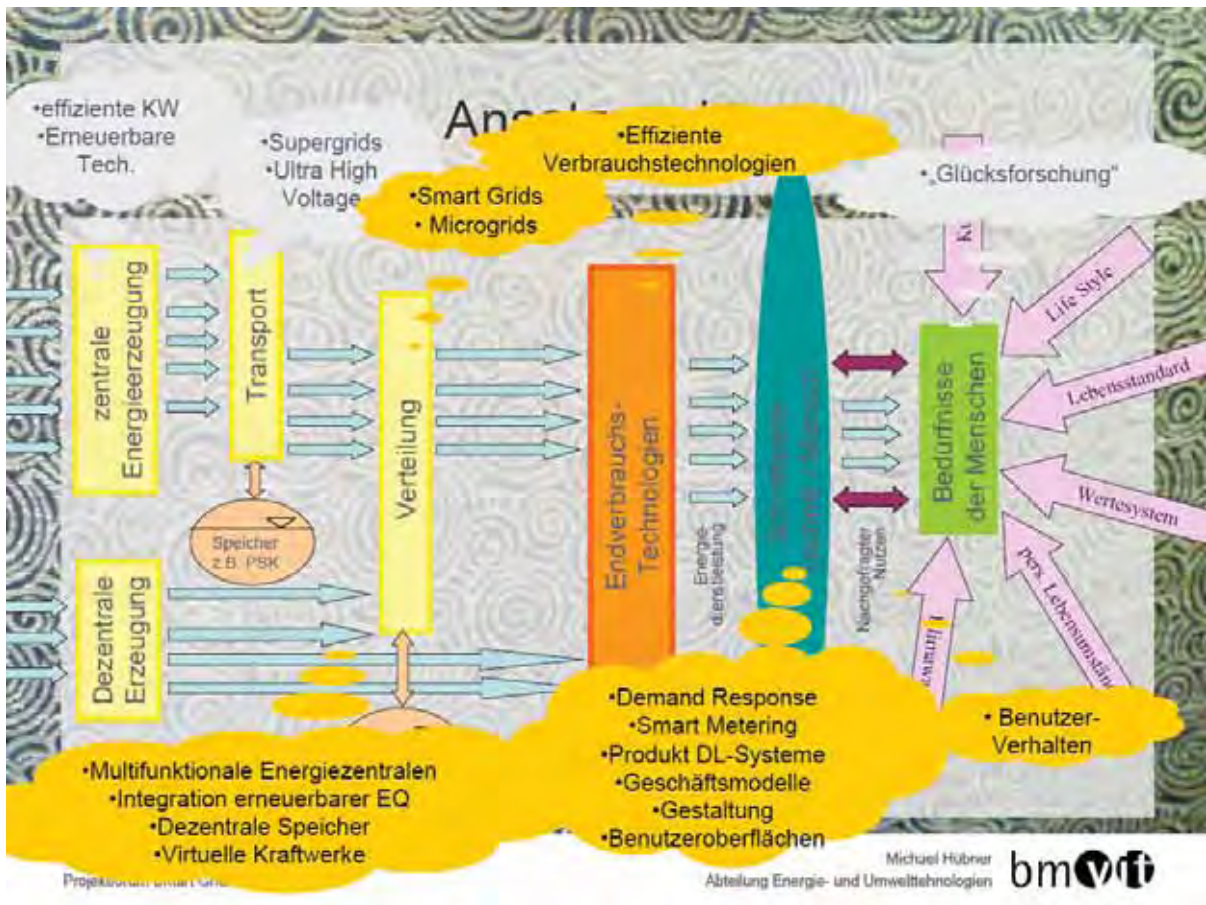 •effiziente KW
•Erneuerbare
Tech.
•Supergrids
•Ultra High
Voltage
•Effiziente
Verbrauchstechnologien
•Smart Grids
• Microgrids
•„Glücksforschung“
zentrale
Energieerzeugung
Transport
Verteilung
Speicher
z.B. PSK
Dezentrale
Erzeugung
Endverbrauchs-
Technologien
Energie-
dienstleistung
Nachgefragter
Nutzen
Bedürfnisse
der Menschen
Life Style
Lebensstandard
Wertesystem
pers. Lebensumstän
•Multifunktionale Energiezentralen
•Integration erneuerbarer EQ
•Dezentrale Speicher
•Virtuelle Kraftwerke
•Demand Response
•Smart Metering
•Produkt DL-Systeme
•Geschäftsmodelle
•Gestaltung
•Benutzeroberflächen
• Benutzer-
Verhalten
Michael Hübner
Abteilung Energie- und Umwelttehnologien
bmvit